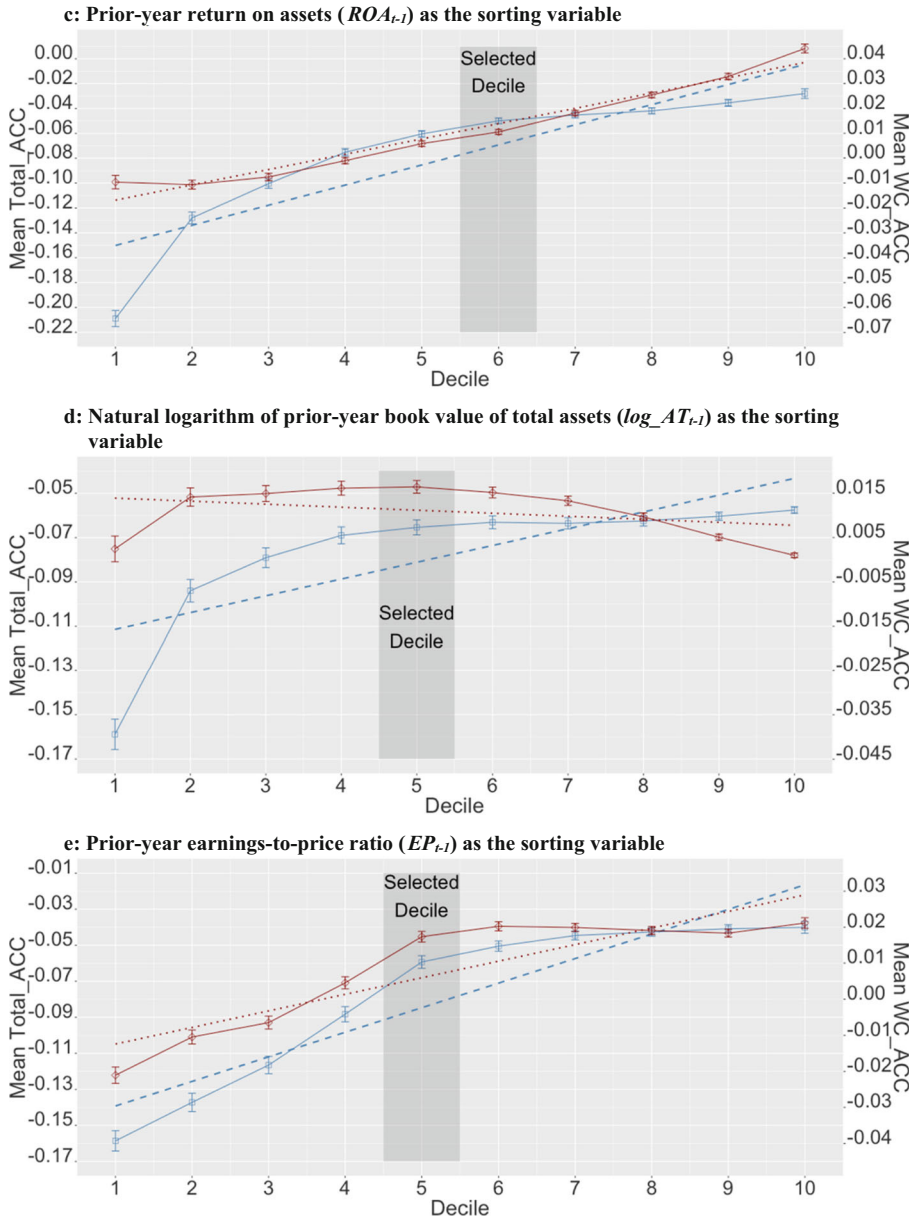 c: Prior-year return on assets (ROAt-1) as the sorting variable
Mean Total_ACC
0.00
-0.02
-0.04
-0.06
-0.08
-0.10
-0.12
-0.14
-0.16
-0.18
-0.20
-0.22
Selected
Decile
0.04
0.03
0.02
0.01
0.00
-0.01
-0.02
-0.03
-0.04
-0.05
-0.06
-0.07
Mean WC_ACC
1 2 3 4 5 6 7 8 9 10
Decile
d: Natural logarithm of prior-year book value of total assets (log_ATt-1) as the sorting
variable
Mean Total_ACC
-0.05
-0.07
-0.09
-0.11
-0.13
-0.15
-0.17
Selected
Decile
0.015
0.005
-0.005
-0.015
-0.025
-0.035
-0.045
Mean WC_ACC
1 2 3 4 5 6 7 8 9 10
Decile
e: Prior-year earnings-to-price ratio (EPt-1) as the sorting variable
Mean Total_ACC
-0.01
-0.03
-0.05
-0.07
-0.09
-0.11
-0.13
-0.15
-0.17
Selected
Decile
0.03
0.02
0.01
0.00
-0.01
-0.02
-0.03
-0.04
Mean WC_ACC
1 2 3 4 5 6 7 8 9 10
Decile